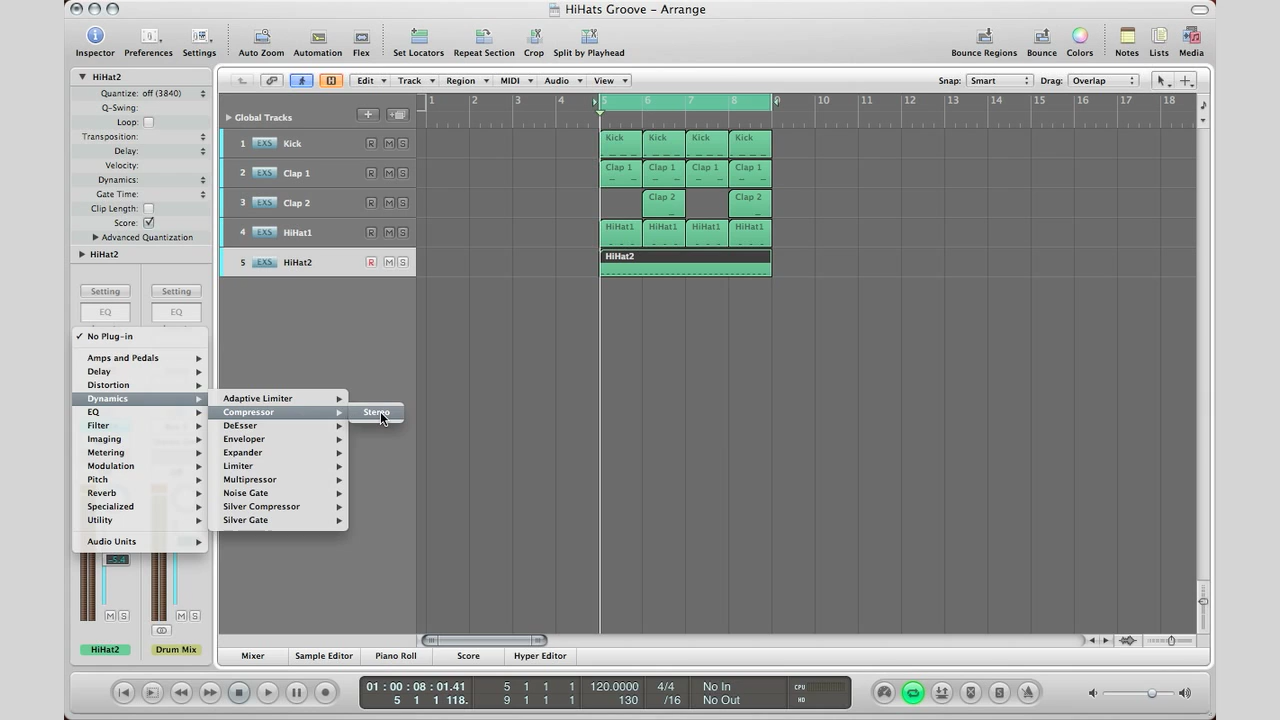 HiHats Groove – Arrange
Inspector Preferences Settings Auto Zoom Automation Flex Set Locators Repeat Section Crop Split by Playhead Bounce Regions Bounce Colors Notes Lists Media
HiHat2
Edit Track Region MIDI Audio View Snap: Smart Drag: Overlap
Quantize: off (3840)
Q-Swing:
Loop:
Transposition:
Delay:
Velocity:
Dynamics:
Gate Time:
Clip Length:
Score:
Advanced Quantization
HiHat2
Setting Setting
EQ EQ
1 2 3 4 5 6 7 8 9 10 11 12 13 14 15 16 17 18
Global Tracks
1 EXS Kick R M S Kick Kick Kick Kick
2 EXS Clap 1 R M S Clap 1 Clap 1 Clap 1 Clap 1
3 EXS Clap 2 R M S Clap 2 Clap 2
4 EXS HiHat1 R M S HiHat1 HiHat1 HiHat1 HiHat1
5 EXS HiHat2 R M S HiHat2
✓ No Plug-in
Amps and Pedals
Delay
Distortion
Dynamics
EQ
Filter
Imaging
Metering
Modulation
Pitch
Reverb
Specialized
Utility
Audio Units
Adaptive Limiter
Compressor
DeEsser
Enveloper
Expander
Limiter
Multipressor
Noise Gate
Silver Compressor
Silver Gate
Stereo
-5.4
M S M S
HiHat2 Drum Mix
Mixer Sample Editor Piano Roll Score Hyper Editor
01 : 00 : 08 : 01.41 5 1 1 1 120.0000 4/4 No In CPU
5 1 1 118. 9 1 1 1 130 /16 No Out HD